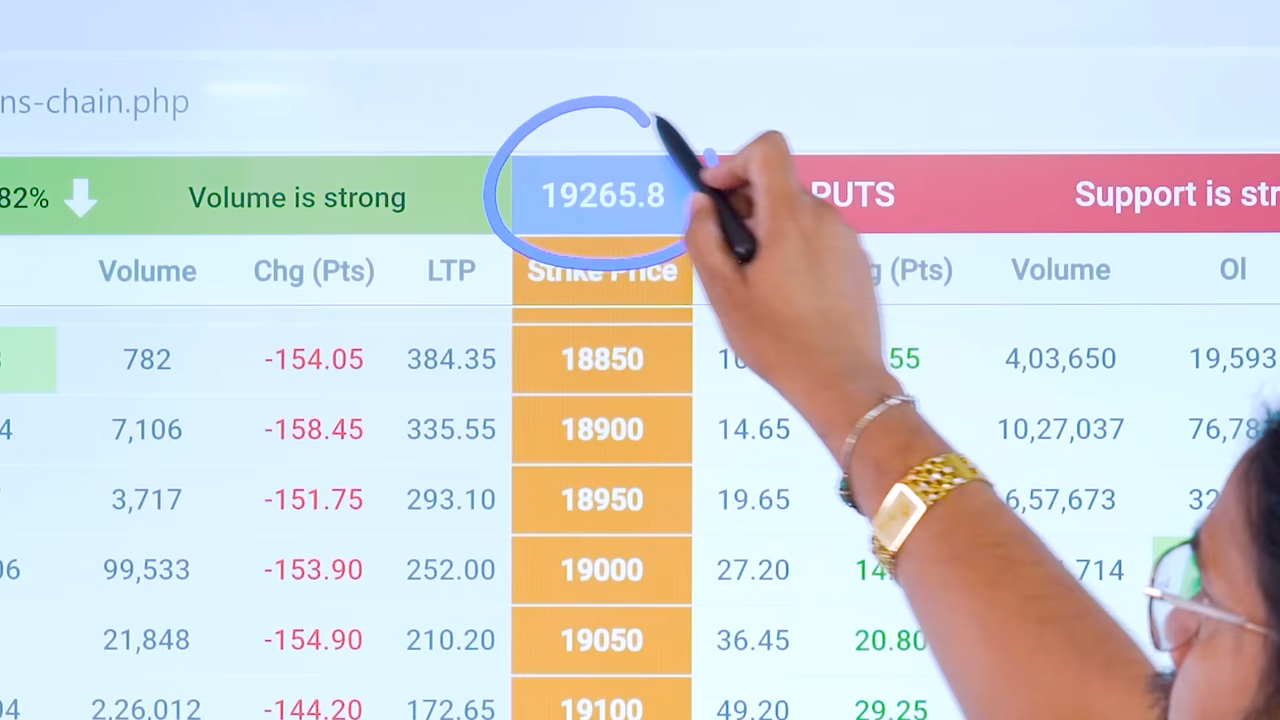 ns-chain.php
82% Volume is strong 19265.8 PUTS Support is str
Volume Chg (Pts) LTP Strike Price g (Pts) Volume OI
782 -154.05 384.35 18850 10 55 4,03,650 19,593
4 7,106 -158.45 335.55 18900 14.65 10,27,037 76,78
3,717 -151.75 293.10 18950 19.65 6,57,673 32
06 99,533 -153.90 252.00 19000 27.20 14 714
21,848 -154.90 210.20 19050 36.45 20.80
04 2,26,012 -144.20 172.65 19100 49.20 29.25